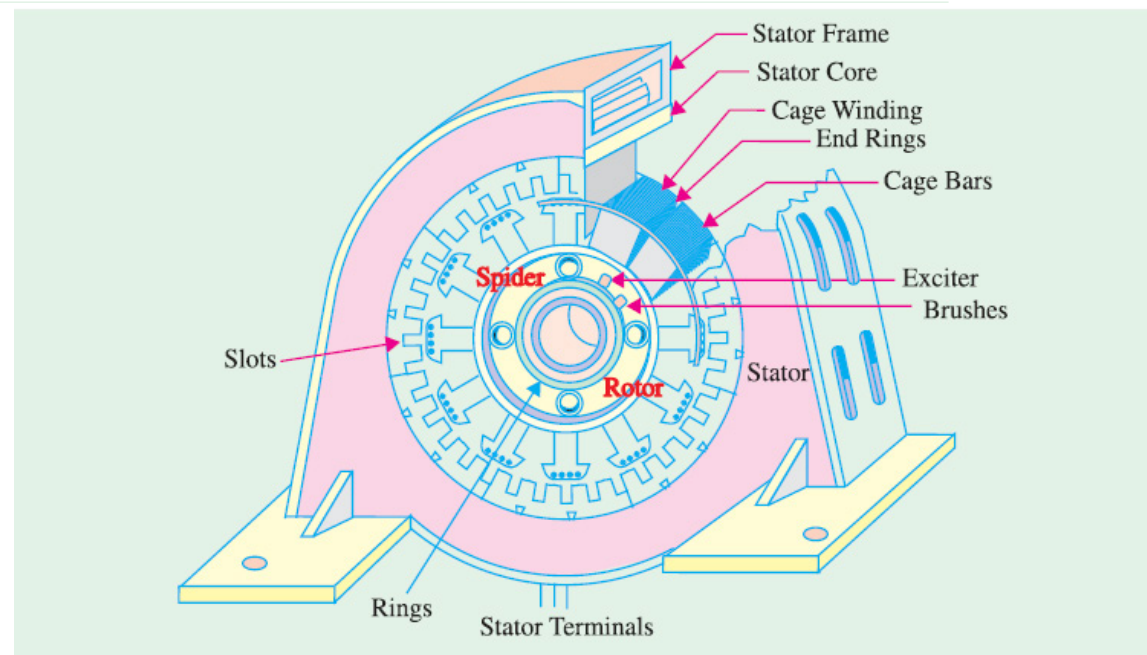 Stator Frame
Stator Core
Cage Winding
End Rings
Cage Bars
Spider
Exciter
Brushes
Slots
Stator
Rotor
Rings
Stator Terminals